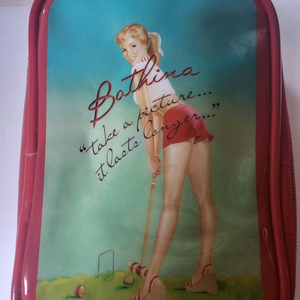 Bathina
"take a picture...
it lasts longer..."